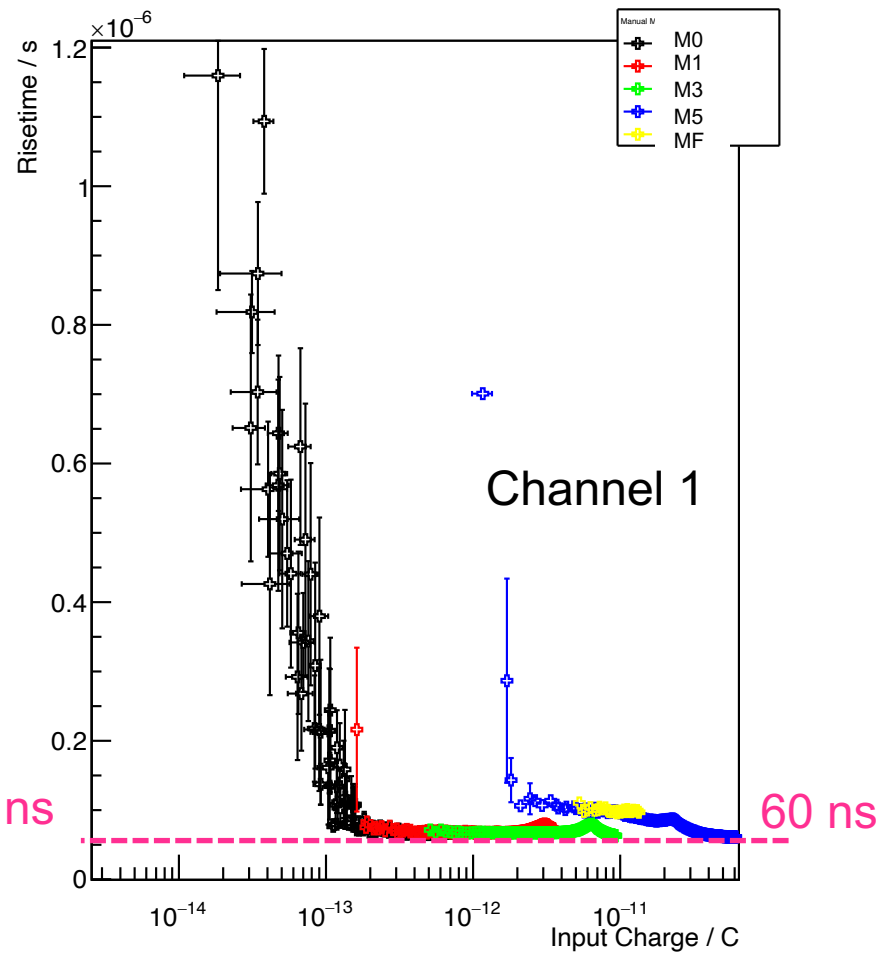 ×10⁻⁶
Manual M
M0
M1
M3
M5
MF
Risetime / s
1.2
1
0.8
0.6
0.4
0.2
0
Channel 1
ns
60 ns
10⁻¹⁴
10⁻¹³
10⁻¹²
10⁻¹¹
Input Charge / C